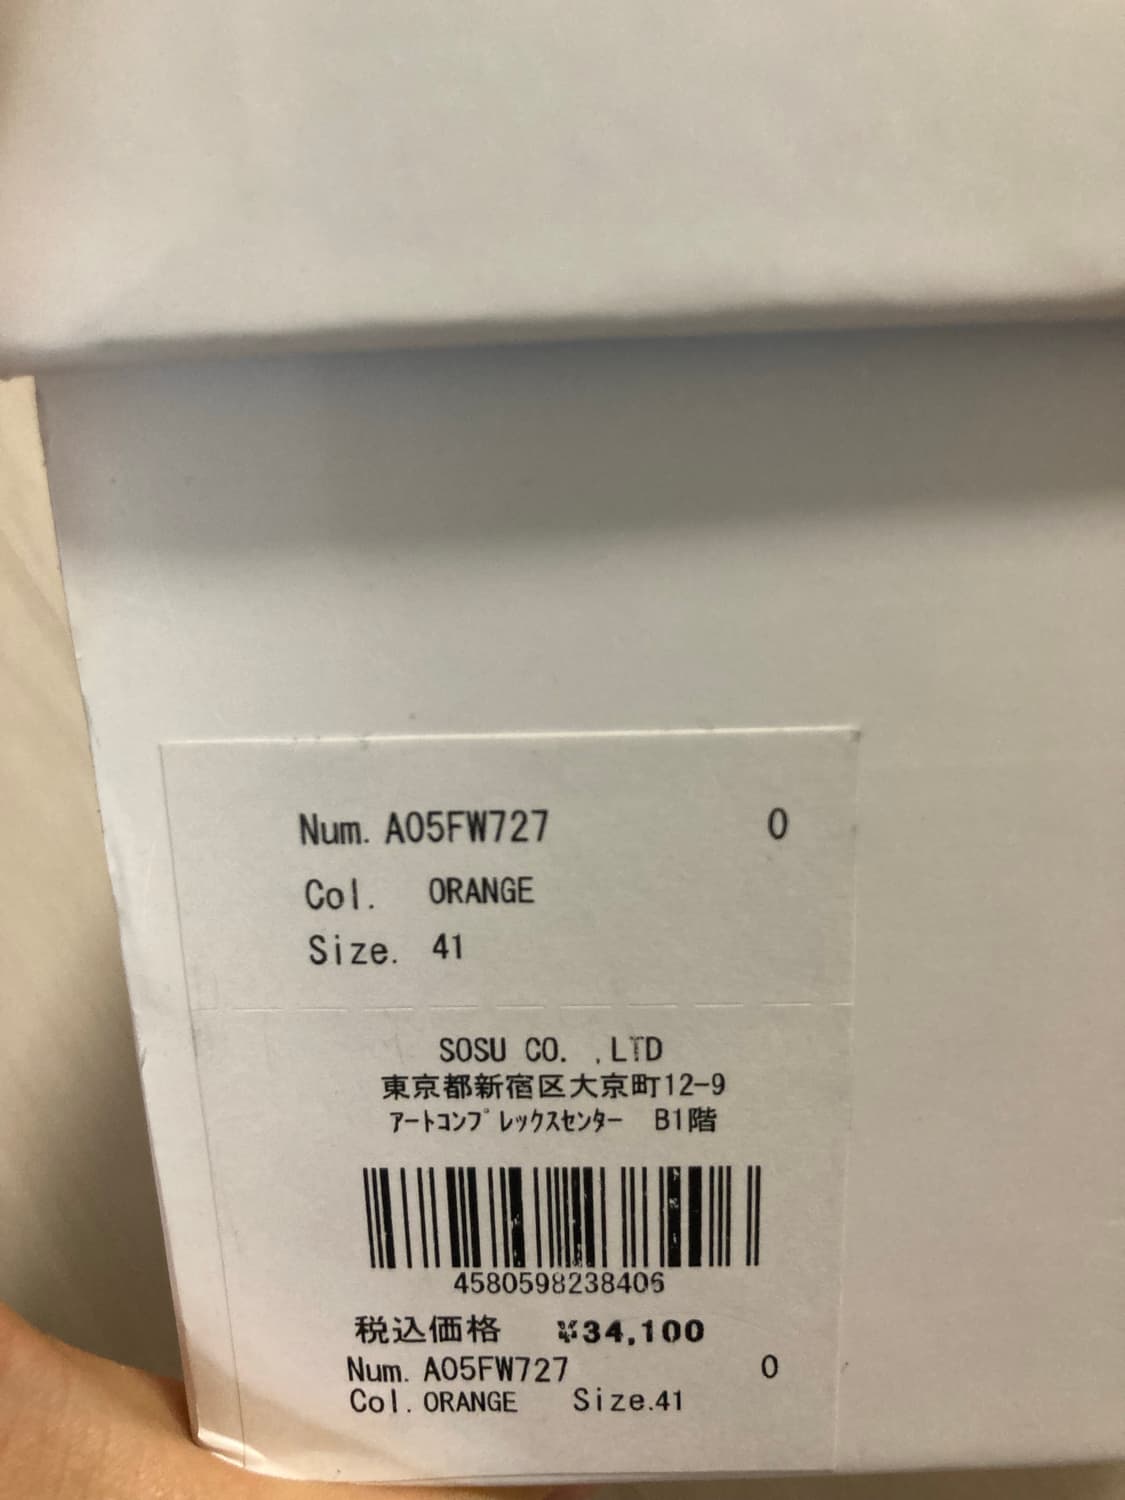 Num. A05FW727 0
Col. ORANGE
Size. 41
SOSU CO. ,LTD
東京都新宿区大京町12-9
ｱｰﾄｺﾝﾌﾟﾚｯｸｽｾﾝﾀｰ B1階
4580598238406
税込価格 ¥34,100
Num. A05FW727 0
Col. ORANGE Size.41